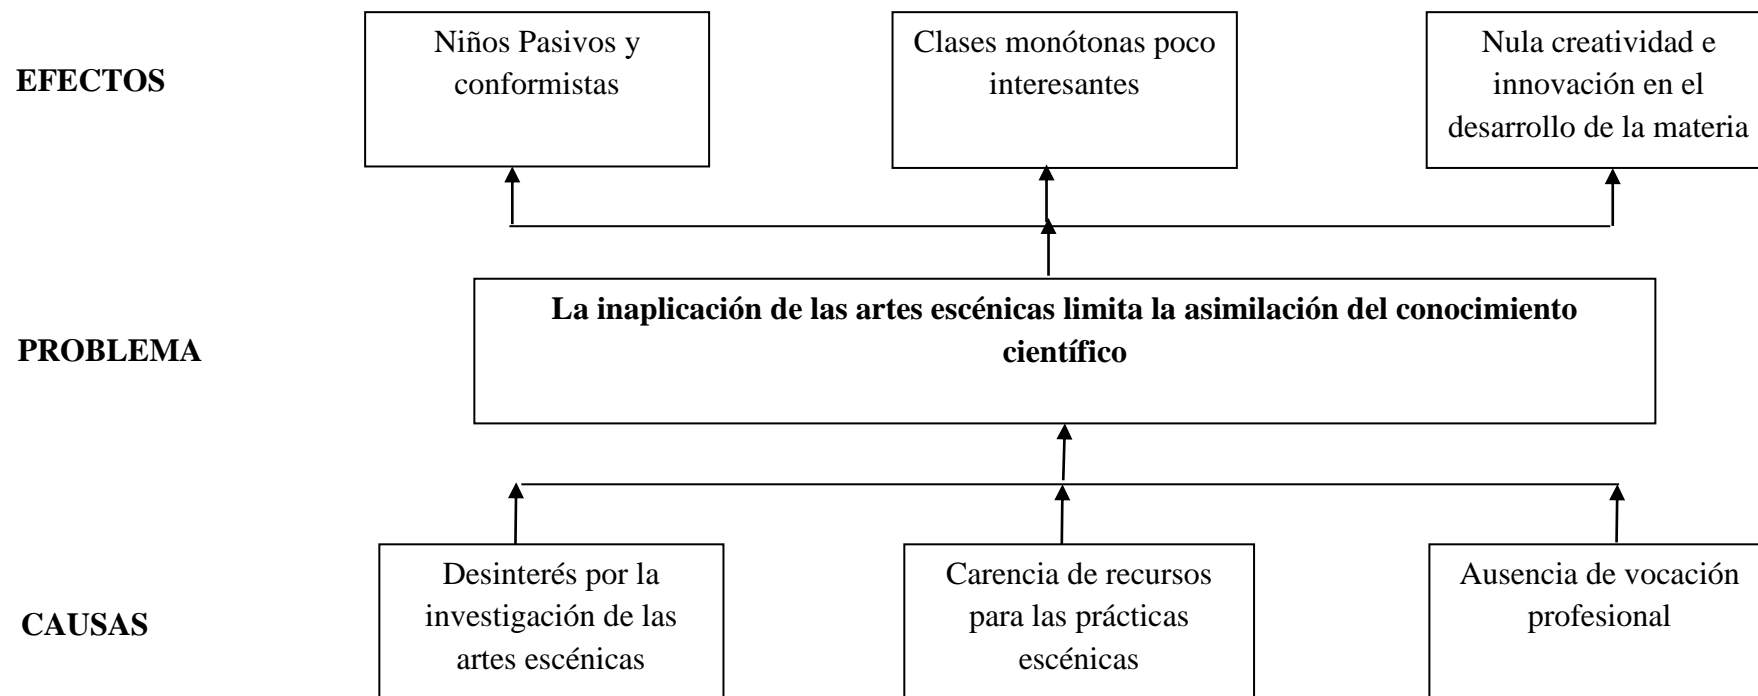 EFECTOS
Niños Pasivos y
conformistas
Clases monótonas poco
interesantes
Nula creatividad e
innovación en el
desarrollo de la materia
PROBLEMA
La inaplicación de las artes escénicas limita la asimilación del conocimiento
científico
CAUSAS
Desinterés por la
investigación de las
artes escénicas
Carencia de recursos
para las prácticas
escénicas
Ausencia de vocación
profesional